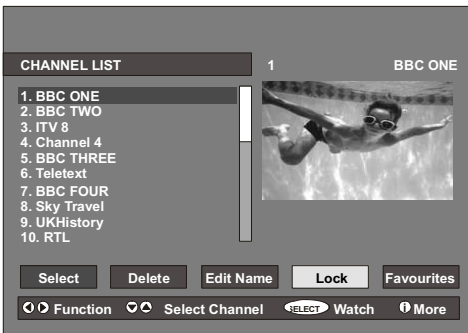 CHANNEL LIST
1 BBC ONE
1. BBC ONE
2. BBC TWO
3. ITV 8
4. Channel 4
5. BBC THREE
6. Teletext
7. BBC FOUR
8. Sky Travel
9. UKHistory
10. RTL
Select Delete Edit Name Lock Favourites
Function Select Channel SELECT Watch i More